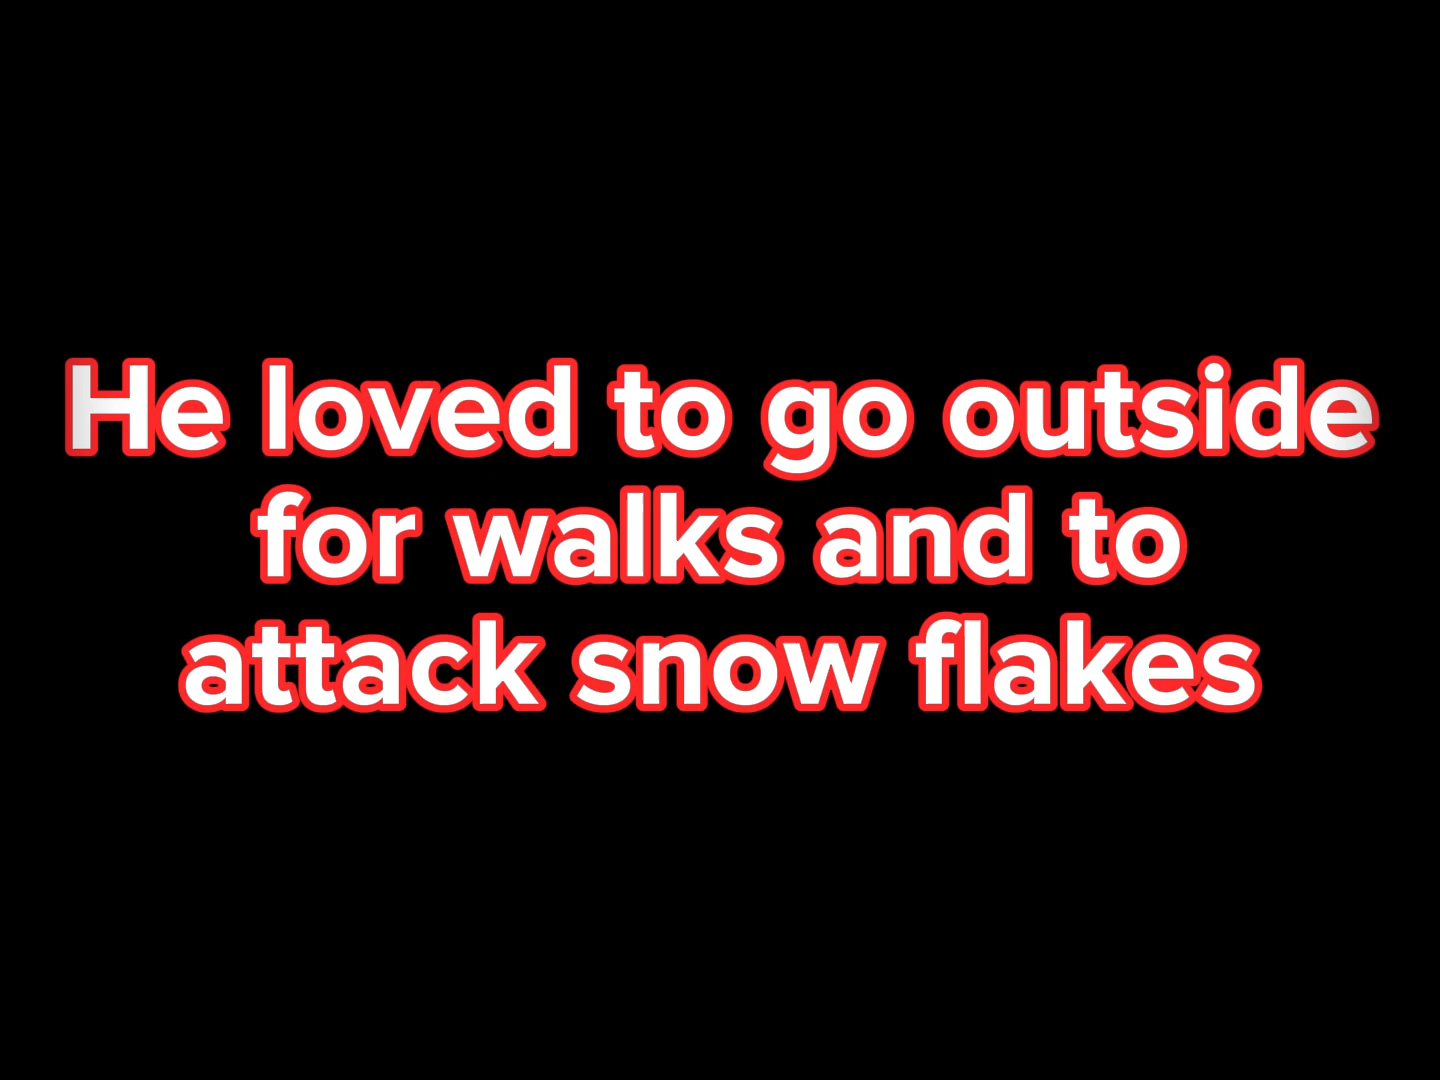 He loved to go outside
for walks and to
attack snow flakes